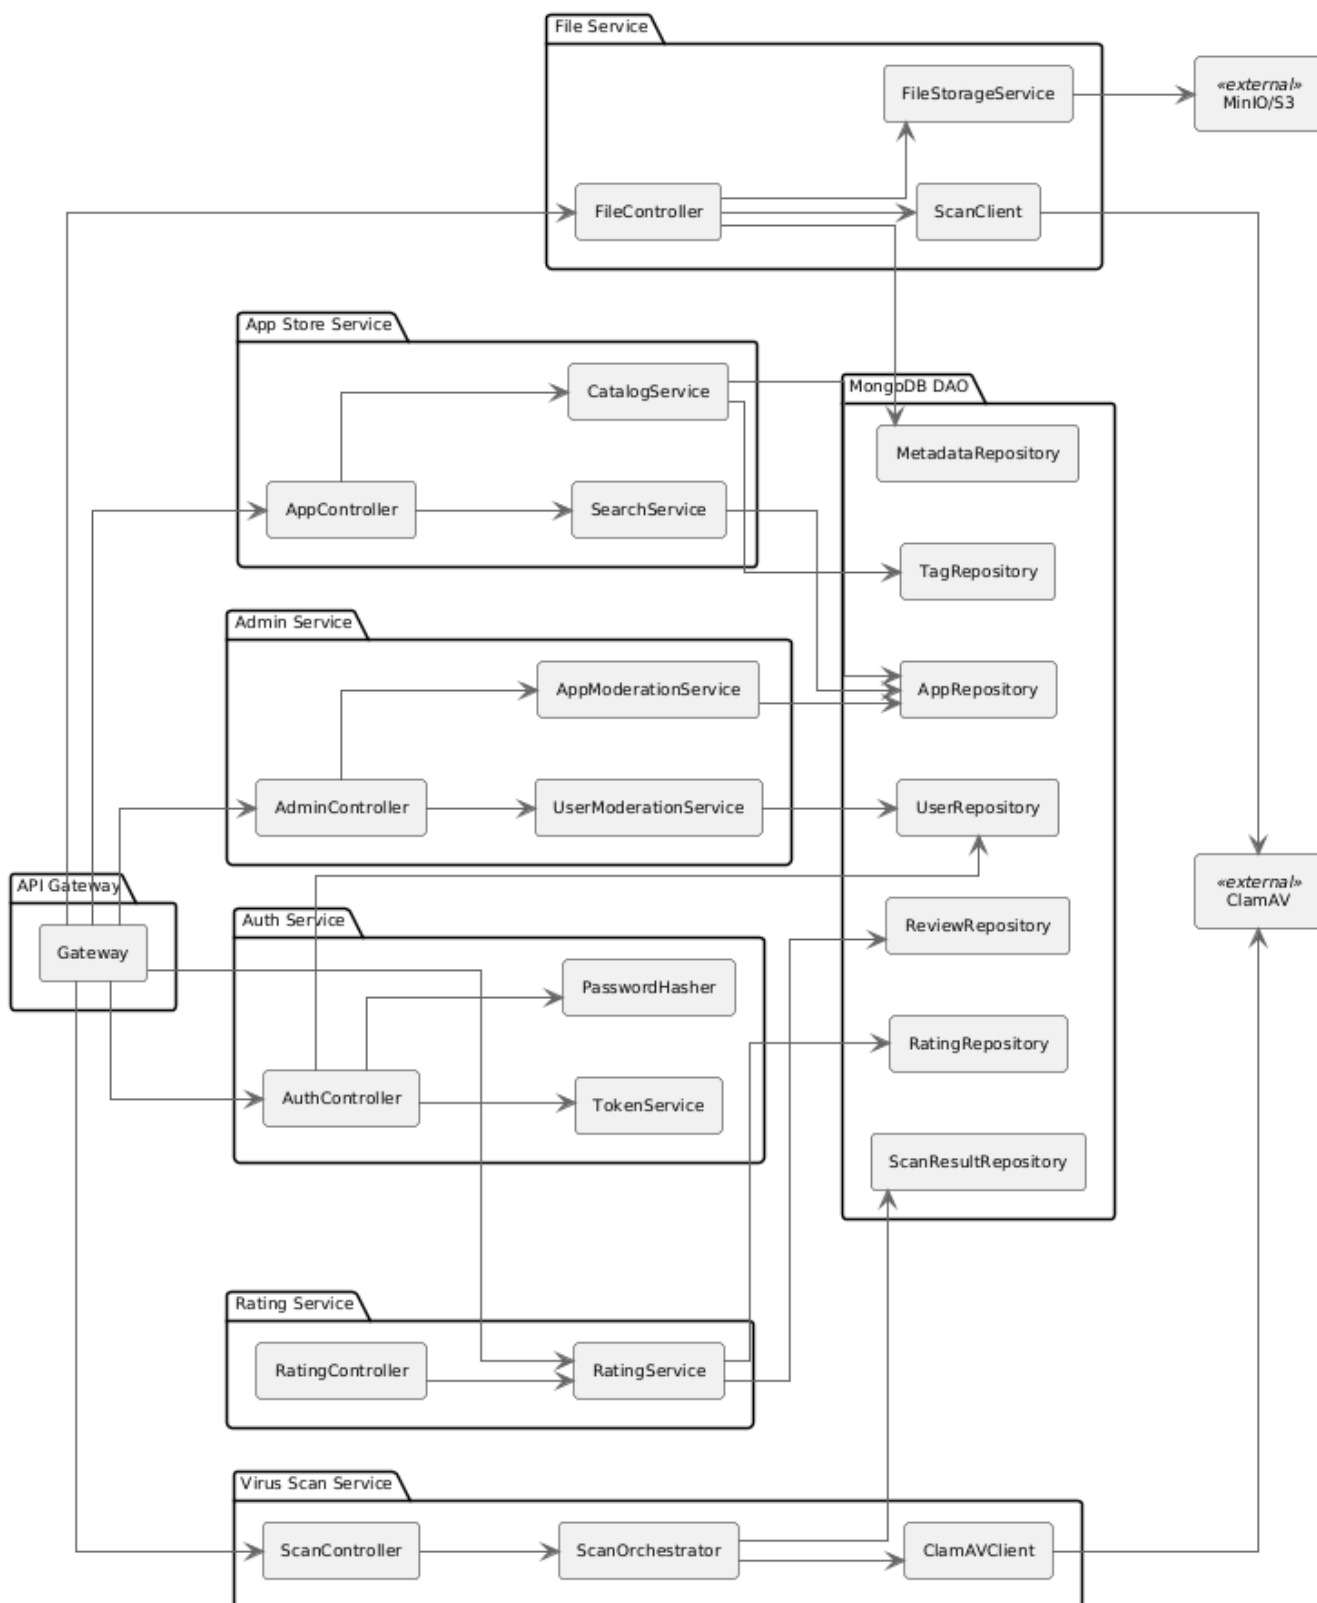 File Service
FileStorageService
«external»
MinIO/S3
FileController
ScanClient
App Store Service
CatalogService
MongoDB DAO
MetadataRepository
AppController
SearchService
TagRepository
Admin Service
AppModerationService
AppRepository
AdminController
UserModerationService
UserRepository
API Gateway
Gateway
«external»
ClamAV
Auth Service
ReviewRepository
PasswordHasher
RatingRepository
AuthController
TokenService
ScanResultRepository
Rating Service
RatingController
RatingService
Virus Scan Service
ScanController
ScanOrchestrator
ClamAVClient